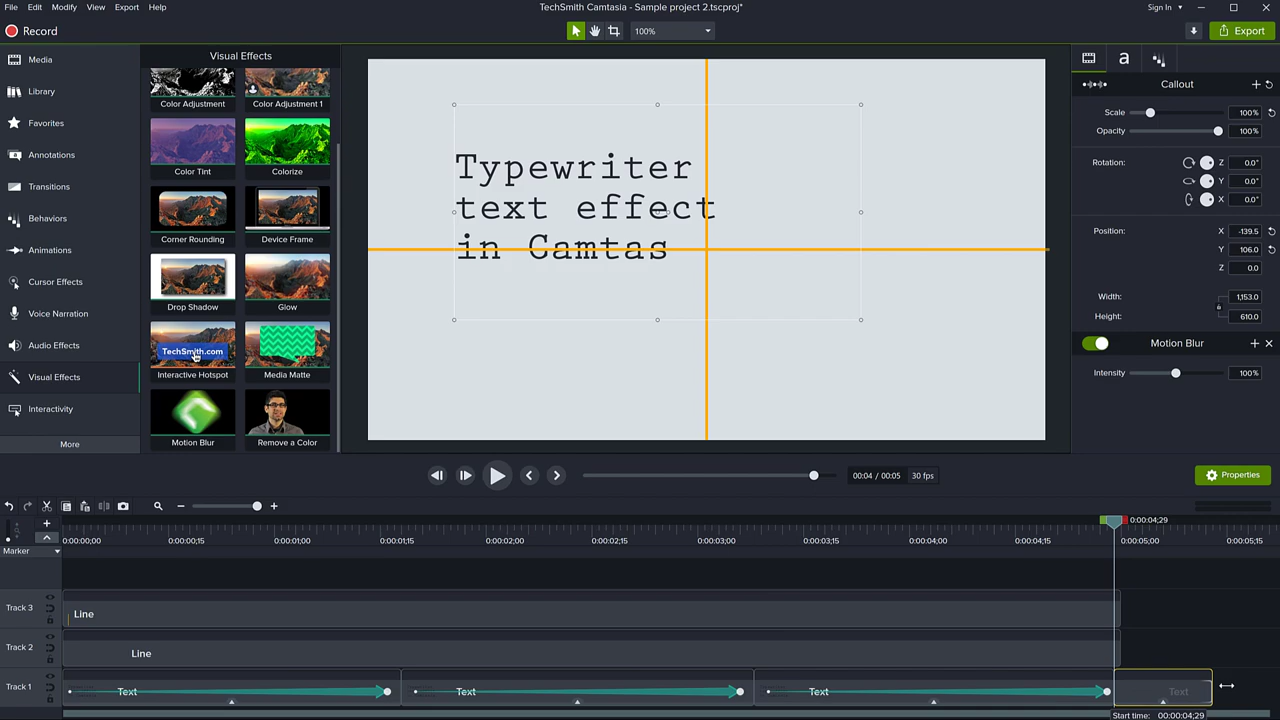 File Edit Modify View Export Help
TechSmith Camtasia - Sample project 2.tscproj*
Sign In
Record
100%
Export
Media
Library
Favorites
Annotations
Transitions
Behaviors
Animations
Cursor Effects
Voice Narration
Audio Effects
Visual Effects
Interactivity
More
Visual Effects
Color Adjustment
Color Adjustment 1
Color Tint
Colorize
Corner Rounding
Device Frame
Drop Shadow
Glow
TechSmith.com
Interactive Hotspot
Media Matte
Motion Blur
Remove a Color
Typewriter
text effect
in Camtas
a
Callout
Scale 100%
Opacity 100%
Rotation: Z 0.0°
Y 0.0°
X 0.0°
Position: X -139.5
Y 106.0
Z 0.0
Width: 1,153.0
Height: 610.0
Motion Blur
Intensity 100%
00:04 / 00:05 30 fps
Properties
0:00:04;29
0:00:00;00 0:00:00;15 0:00:01;00 0:00:01;15 0:00:02;00 0:00:02;15 0:00:03;00 0:00:03;15 0:00:04;00 0:00:04;15 0:00:05;00 0:00:05;15
Marker
Track 3 Line
Track 2 Line
Track 1 Text Text Text Text
Start time: 00:00:04;29